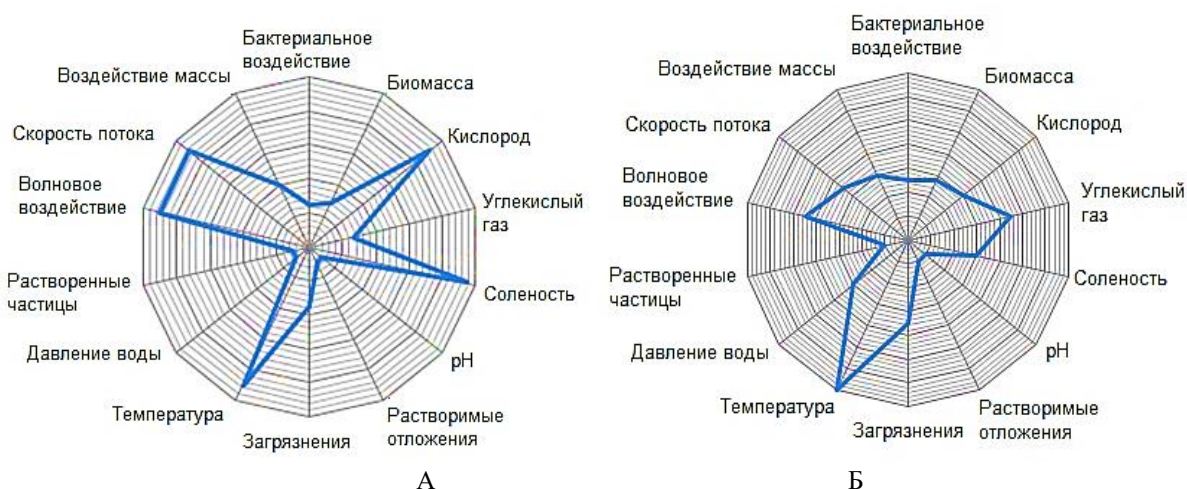 Бактериальное
воздействие
Биомасса
Кислород
Углекислый
газ
Соленость
pH
Растворимые
отложения
Загрязнения
Температура
Давление воды
Растворенные
частицы
Волновое
воздействие
Скорость потока
Воздействие массы
А
Бактериальное
воздействие
Биомасса
Кислород
Углекислый
газ
Соленость
pH
Растворимые
отложения
Загрязнения
Температура
Давление воды
Растворенные
частицы
Волновое
воздействие
Скорость потока
Воздействие массы
Б